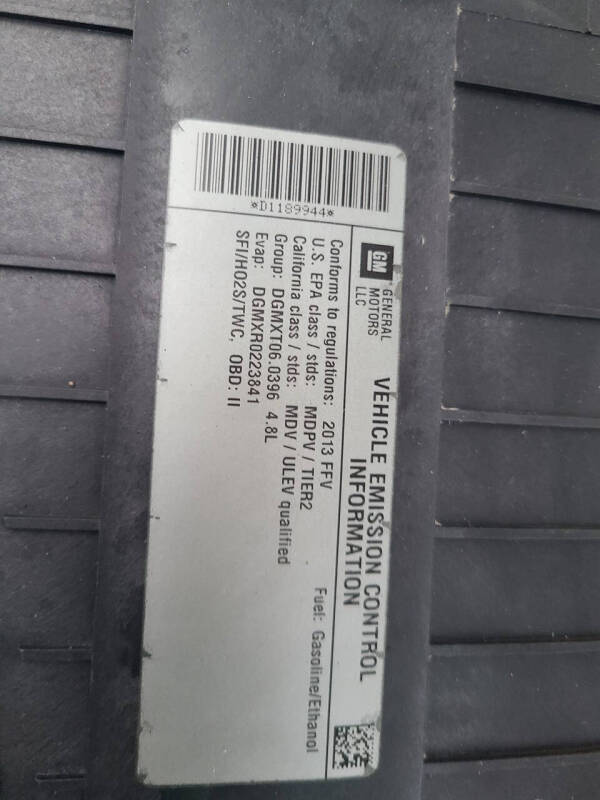 *D1189944*
GM
GENERAL
MOTORS
LLC
VEHICLE EMISSION CONTROL
INFORMATION
Conforms to regulations: 2013 FFV
Fuel: Gasoline/Ethanol
U.S. EPA class / stds: MDPV / TIER2
California class / stds: MDV / ULEV qualified
Group: DGMXT06.0396 4.8L
Evap: DGMXR0223841
SFI/HO2S/TWC, OBD: II